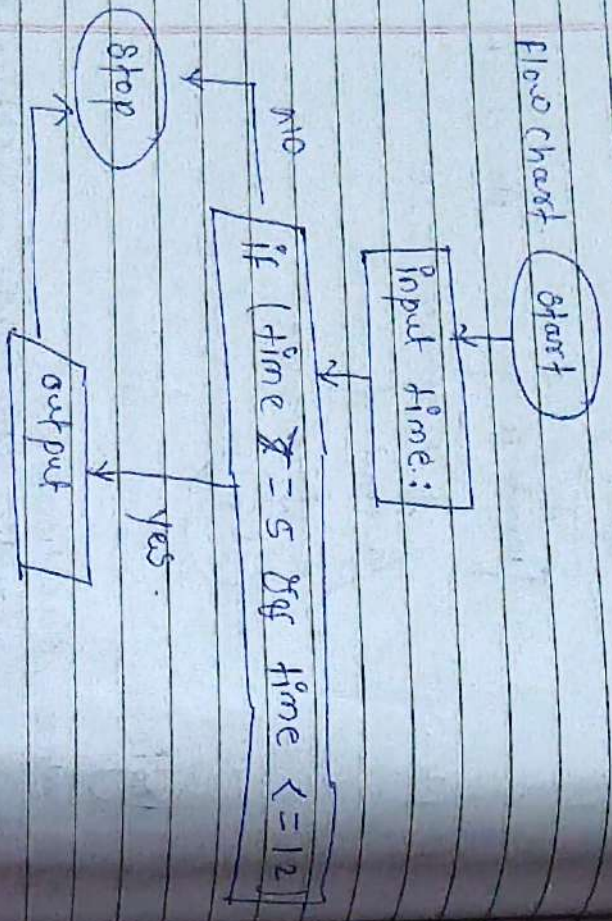 flow chart
start
input time:
if (time >= 5 && time <= 12)
no
yes.
output
stop